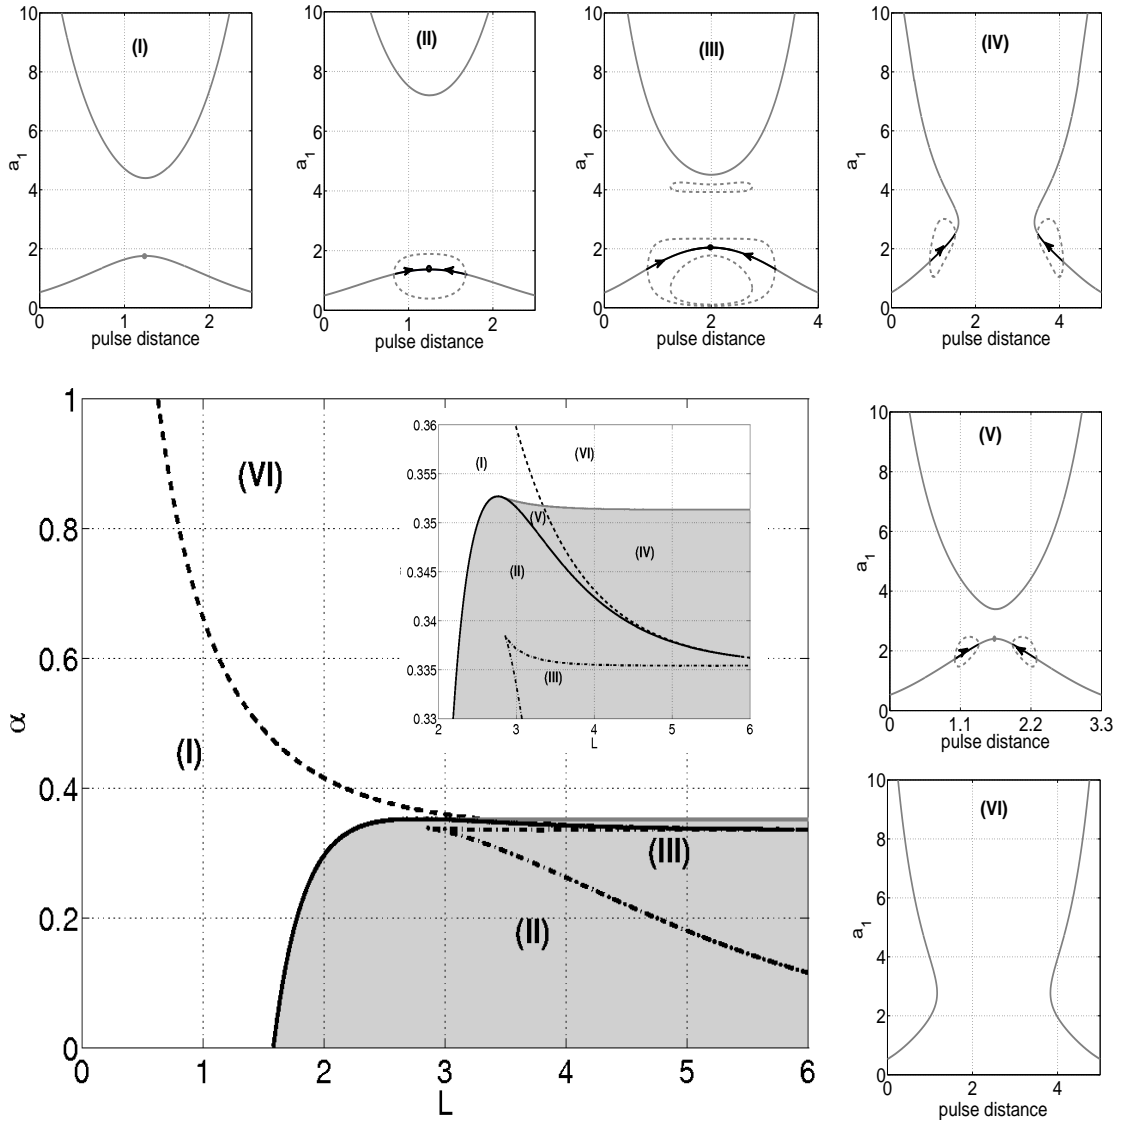 (I)
10
8
6
4
2
0
a1
0 1 2
pulse distance
(II)
10
8
6
4
2
0
a1
0 1 2
pulse distance
(III)
10
8
6
4
2
0
a1
0 2 4
pulse distance
(IV)
10
8
6
4
2
0
a1
0 2 4
pulse distance
1
0.8
0.6
0.4
0.2
0
α
0 1 2 3 4 5 6
L
(VI)
(I)
(III)
(II)
0.36
0.355
0.35
0.345
0.34
0.335
0.33
2 3 4 5 6
L
(I)
(VI)
(V)
(IV)
(II)
(III)
(V)
10
8
6
4
2
0
a1
0 1.1 2.2 3.3
pulse distance
(VI)
10
8
6
4
2
0
a1
0 2 4
pulse distance